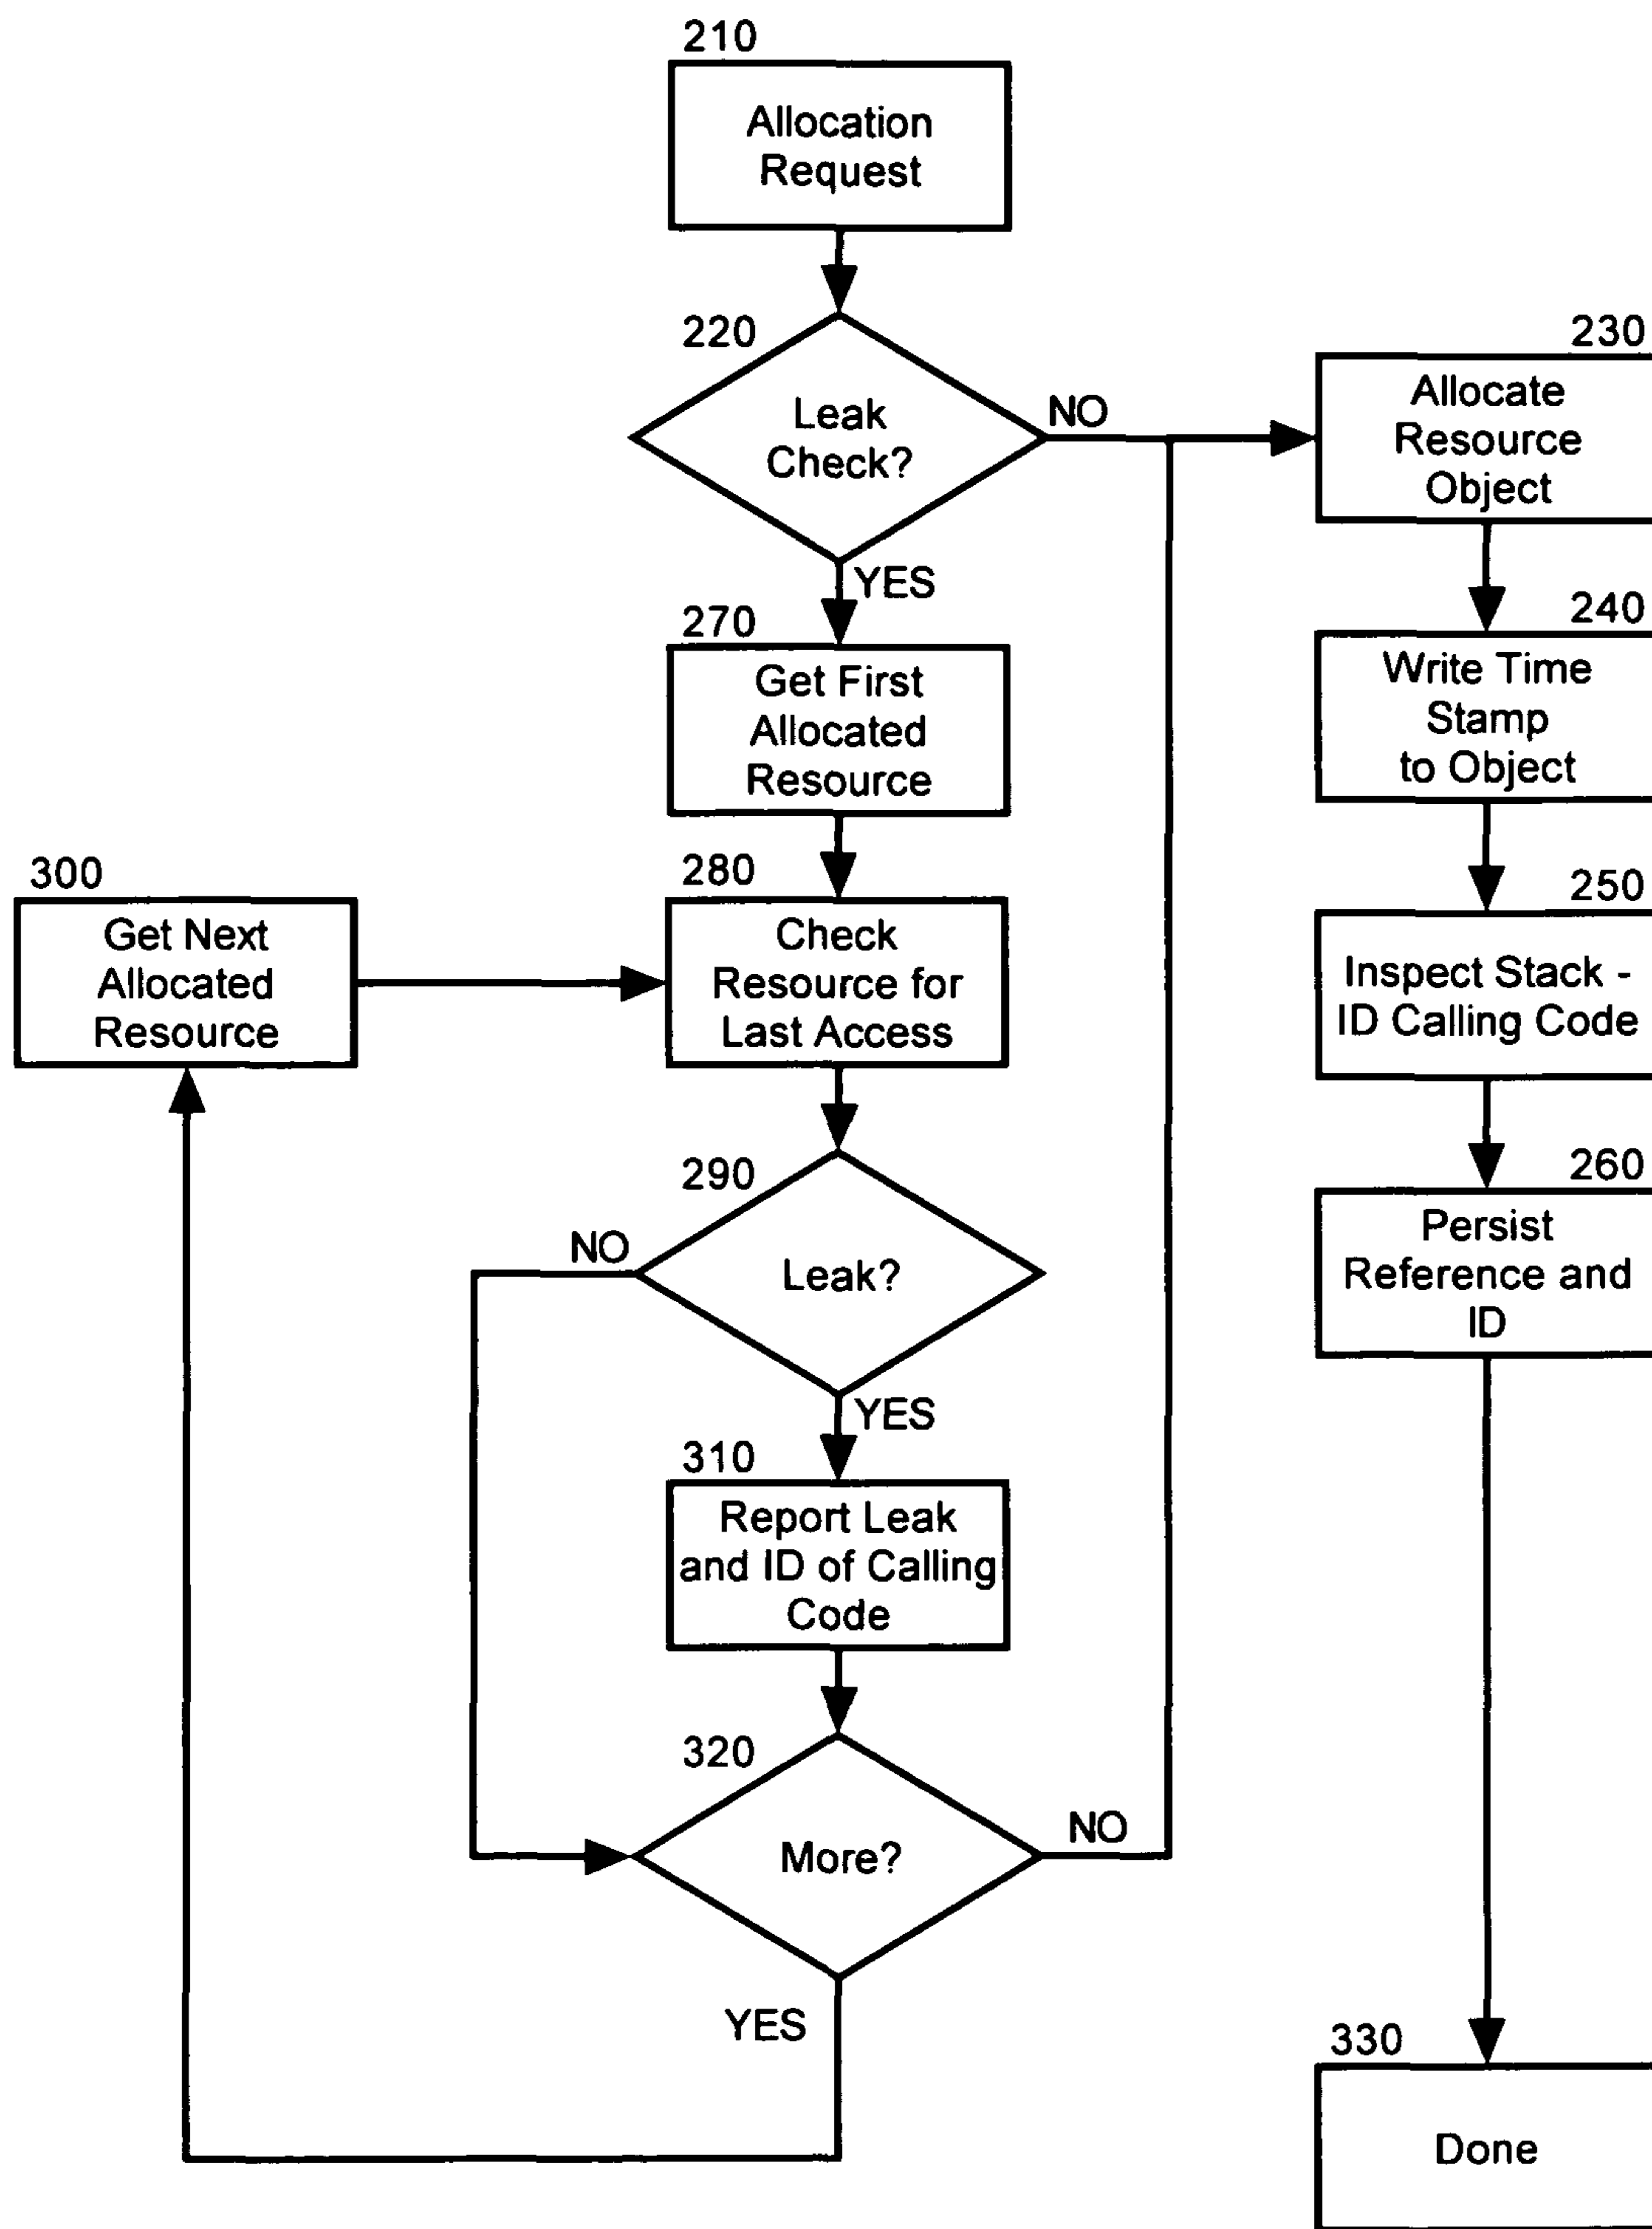 210
Allocation
Request
220
Leak
Check?
NO
YES
230
Allocate
Resource
Object
240
Write Time
Stamp
to Object
250
Inspect Stack -
ID Calling Code
260
Persist
Reference and
ID
270
Get First
Allocated
Resource
280
Check
Resource for
Last Access
300
Get Next
Allocated
Resource
290
Leak?
NO
YES
310
Report Leak
and ID of Calling
Code
320
More?
NO
YES
330
Done